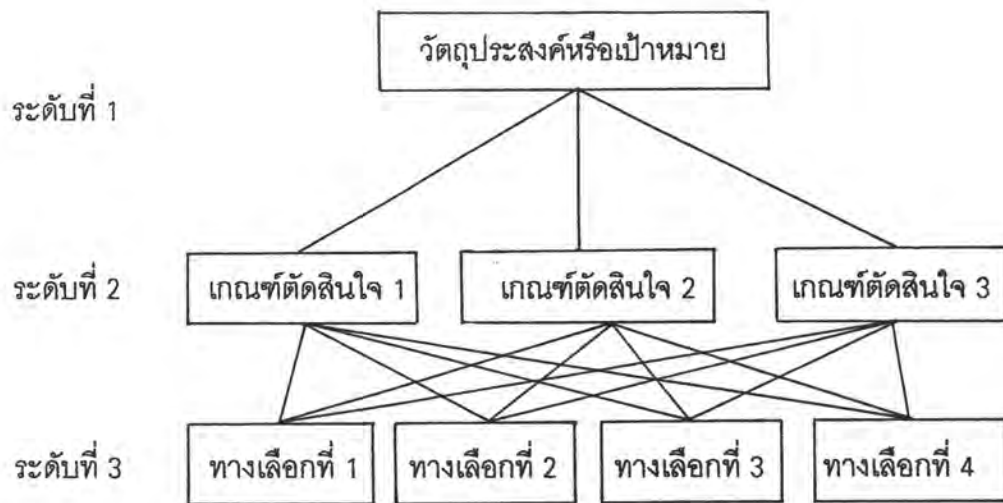 วัตถุประสงค์หรือเป้าหมาย
ระดับที่ 1
ระดับที่ 2
เกณฑ์ตัดสินใจ 1
เกณฑ์ตัดสินใจ 2
เกณฑ์ตัดสินใจ 3
ระดับที่ 3
ทางเลือกที่ 1
ทางเลือกที่ 2
ทางเลือกที่ 3
ทางเลือกที่ 4